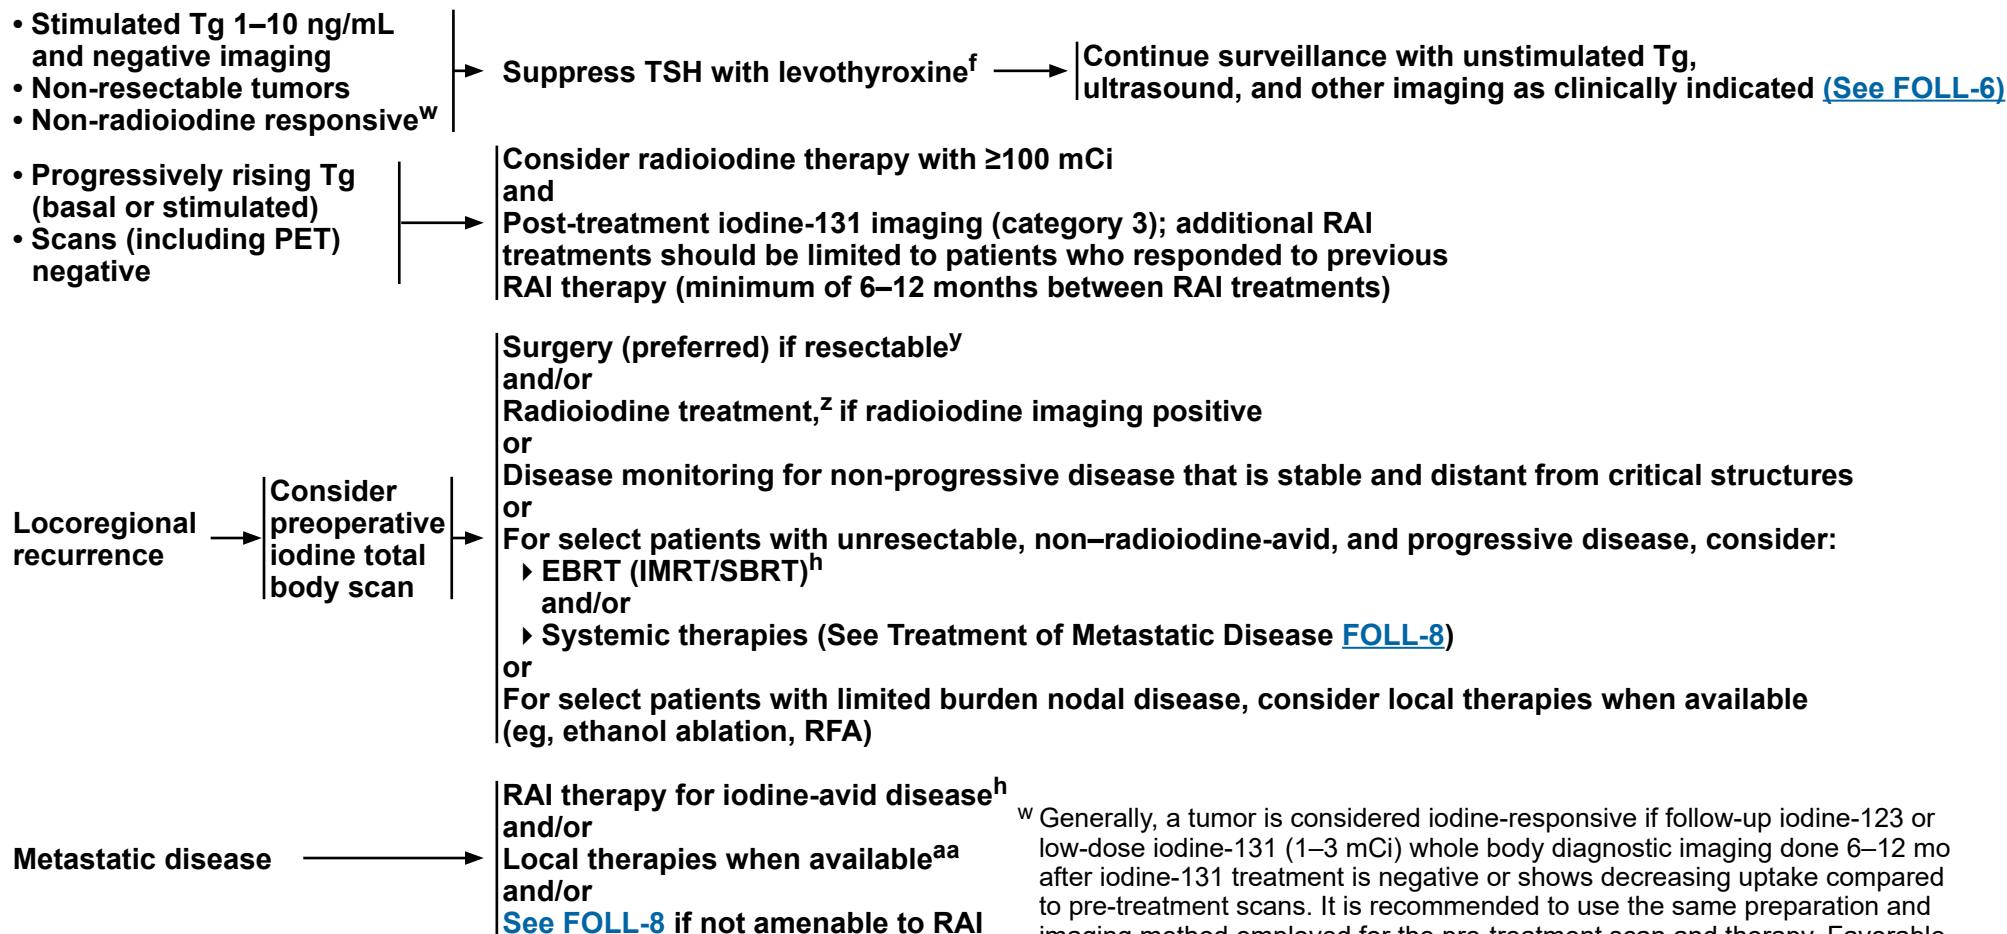 • Stimulated Tg 1–10 ng/mL
and negative imaging
• Non-resectable tumors
• Non-radioiodine responsiveʷ
Suppress TSH with levothyroxineᶠ
Continue surveillance with unstimulated Tg,
ultrasound, and other imaging as clinically indicated (See FOLL-6)
• Progressively rising Tg
(basal or stimulated)
• Scans (including PET)
negative
Consider radioiodine therapy with ≥100 mCi
and
Post-treatment iodine-131 imaging (category 3); additional RAI
treatments should be limited to patients who responded to previous
RAI therapy (minimum of 6–12 months between RAI treatments)
Locoregional
recurrence
Consider
preoperative
iodine total
body scan
Surgery (preferred) if resectableʸ
and/or
Radioiodine treatment,ᶻ if radioiodine imaging positive
or
Disease monitoring for non-progressive disease that is stable and distant from critical structures
or
For select patients with unresectable, non–radioiodine-avid, and progressive disease, consider:
EBRT (IMRT/SBRT)ʰ
and/or
Systemic therapies (See Treatment of Metastatic Disease FOLL-8)
or
For select patients with limited burden nodal disease, consider local therapies when available
(eg, ethanol ablation, RFA)
Metastatic disease
RAI therapy for iodine-avid diseaseʰ
and/or
Local therapies when availableᵃᵃ
and/or
See FOLL-8 if not amenable to RAI
ʷ Generally, a tumor is considered iodine-responsive if follow-up iodine-123 or
low-dose iodine-131 (1–3 mCi) whole body diagnostic imaging done 6–12 mo
after iodine-131 treatment is negative or shows decreasing uptake compared
to pre-treatment scans. It is recommended to use the same preparation and
imaging method employed for the pre-treatment scan and therapy. Favorable